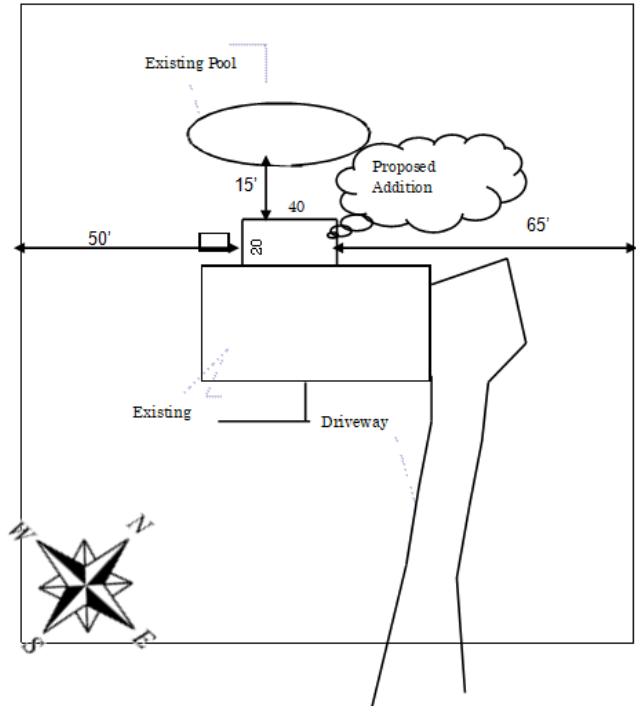 Existing Pool
Proposed
Addition
15’
40
50’
20
65’
Existing
Driveway
W
N
S
E